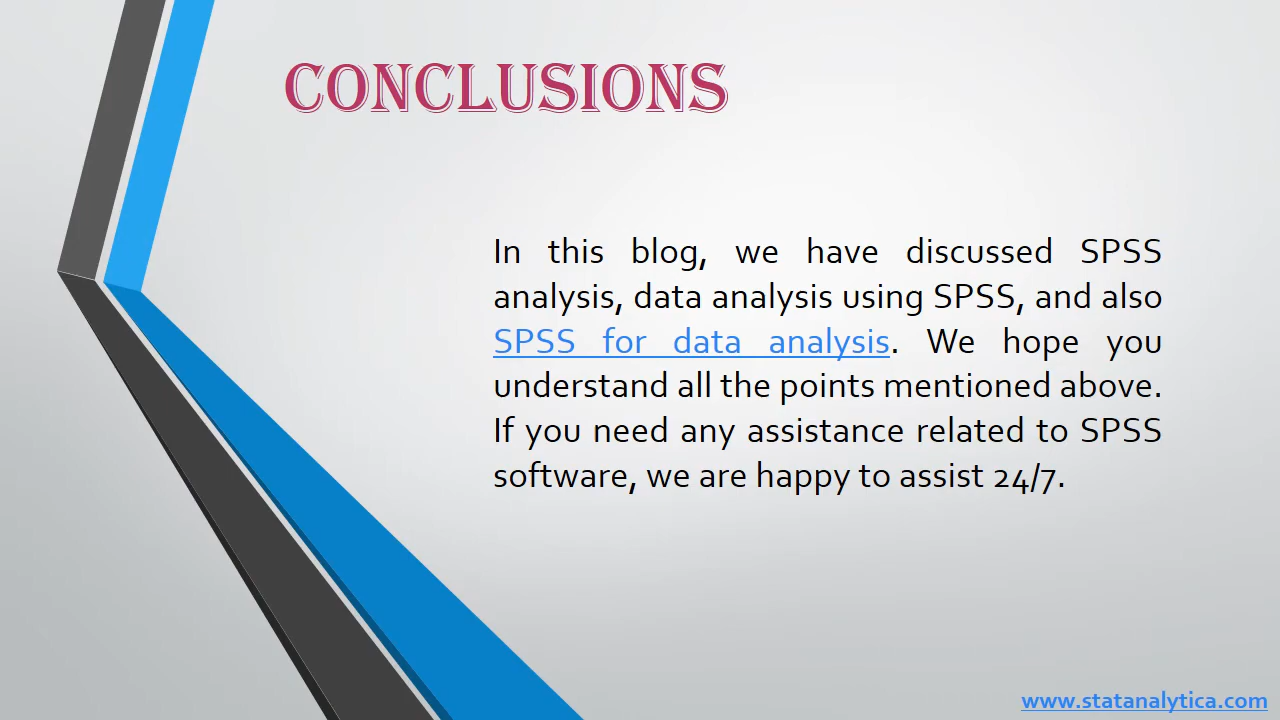 CONCLUSIONS
In this blog, we have discussed SPSS
analysis, data analysis using SPSS, and also
SPSS for data analysis. We hope you
understand all the points mentioned above.
If you need any assistance related to SPSS
software, we are happy to assist 24/7.
www.statanalytica.com